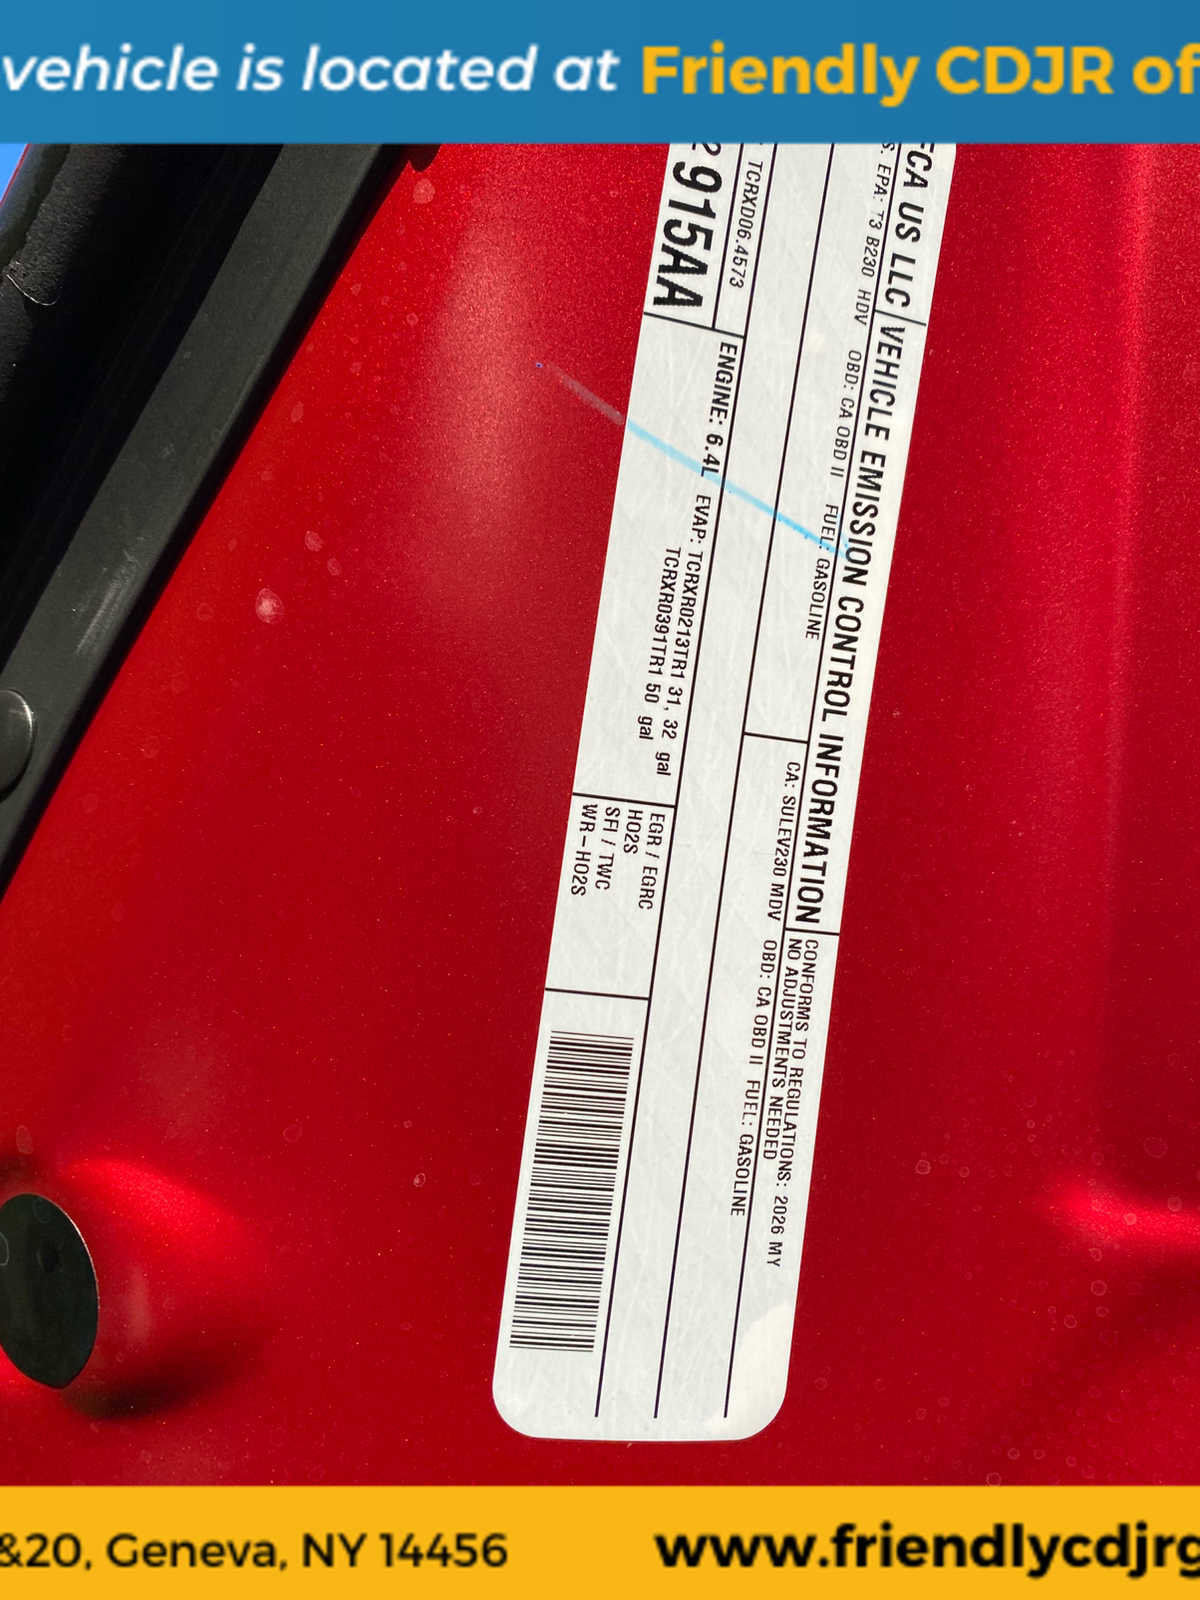 vehicle is located at Friendly CDJR of
FCA US LLC
VEHICLE EMISSION CONTROL INFORMATION
CONFORMS TO REGULATIONS: 2026 MY
NO ADJUSTMENTS NEEDED
EPA: T3 B230 HDV OBD: CA OBD II FUEL: GASOLINE
CA: SULEV230 MDV OBD: CA OBD II FUEL: GASOLINE
TCRXD06.4573
915AA
ENGINE: 6.4L EVAP: TCRXR0213TR1 31, 32 gal
TCRXR0391TR1 50 gal
EGR / EGRC
HO2S
SFI / TWC
WR-HO2S
&20, Geneva, NY 14456
www.friendlycdjrg